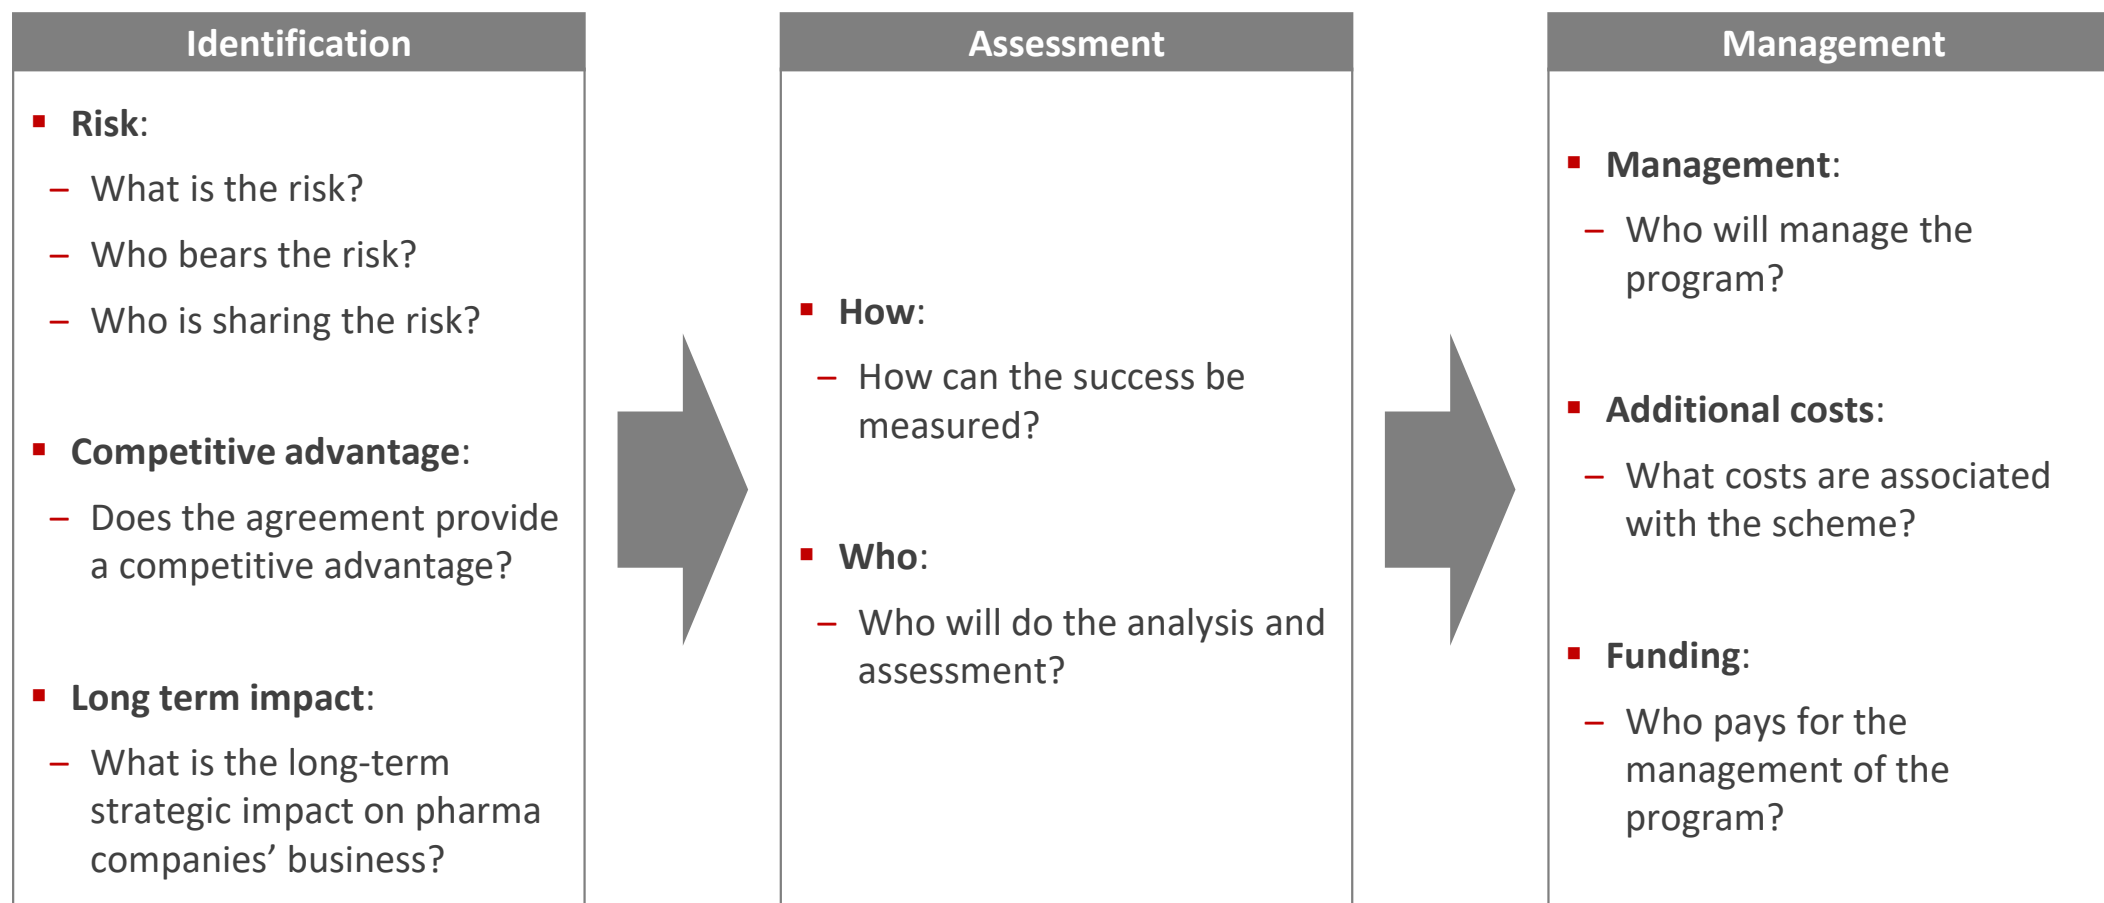 Identification
▪ Risk:
– What is the risk?
– Who bears the risk?
– Who is sharing the risk?
▪ Competitive advantage:
– Does the agreement provide
a competitive advantage?
▪ Long term impact:
– What is the long-term
strategic impact on pharma
companies’ business?
Assessment
▪ How:
– How can the success be
measured?
▪ Who:
– Who will do the analysis and
assessment?
Management
▪ Management:
– Who will manage the
program?
▪ Additional costs:
– What costs are associated
with the scheme?
▪ Funding:
– Who pays for the
management of the
program?